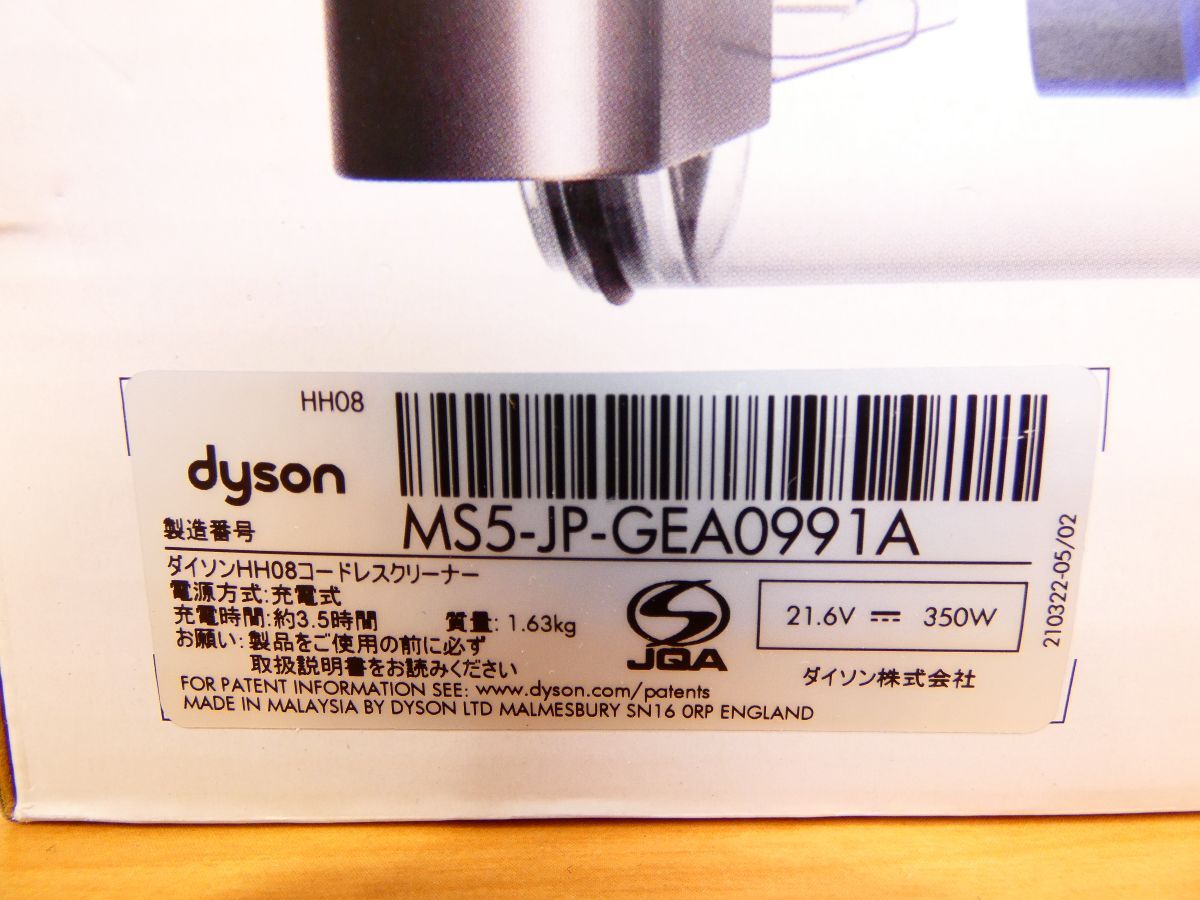 HH08
dyson
製造番号 MS5-JP-GEA0991A
ダイソンHH08コードレスクリーナー
電源方式:充電式
充電時間:約3.5時間 質量:1.63kg
お願い:製品をご使用の前に必ず
取扱説明書をお読みください
JQA
21.6V ⎓ 350W
ダイソン株式会社
FOR PATENT INFORMATION SEE: www.dyson.com/patents
MADE IN MALAYSIA BY DYSON LTD MALMESBURY SN16 0RP ENGLAND
210322-05/02